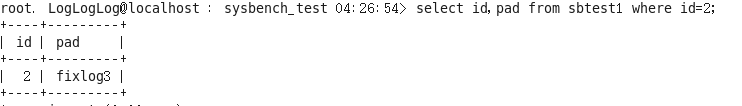 root. LogLogLog@localhost : sysbench_test 04:26:54> select id,pad from sbtest1 where id=2;
+----+---------+
| id | pad     |
+----+---------+
|  2 | fixlog3 |
+----+---------+